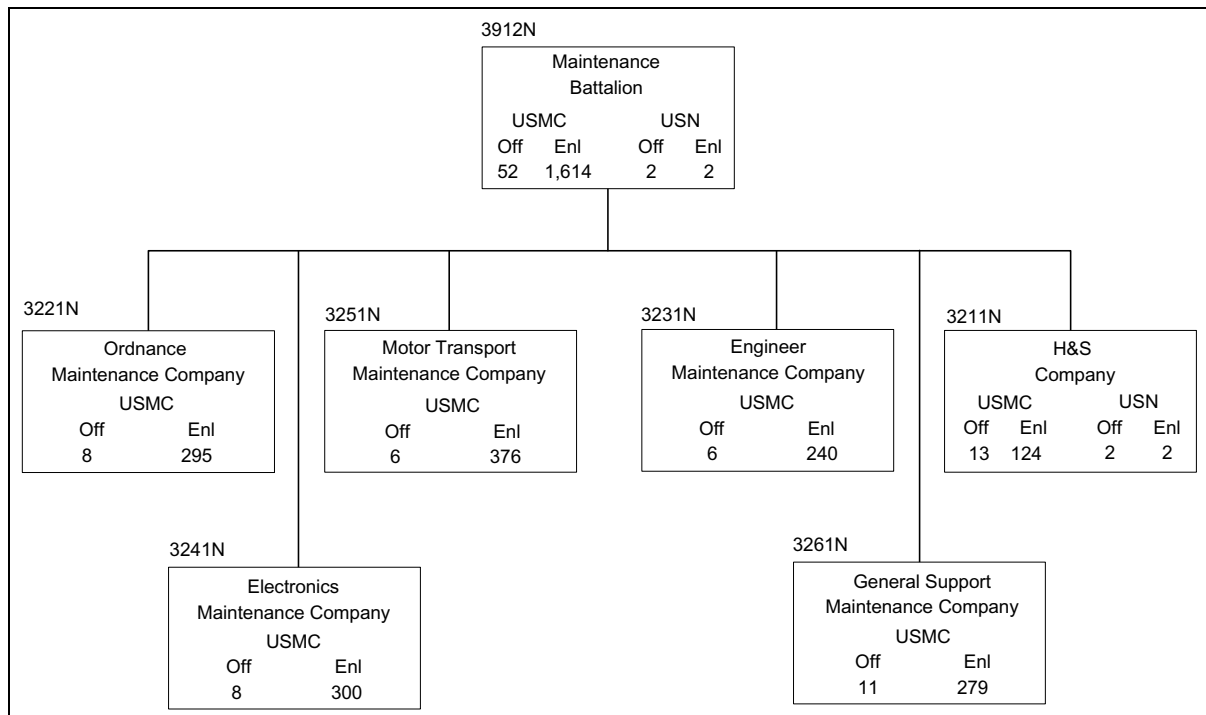 3912N
Maintenance
Battalion
USMC USN
Off Enl Off Enl
52 1,614 2 2
3221N
Ordnance
Maintenance Company
USMC
Off Enl
8 295
3251N
Motor Transport
Maintenance Company
USMC
Off Enl
6 376
3231N
Engineer
Maintenance Company
USMC
Off Enl
6 240
3211N
H&S
Company
USMC USN
Off Enl Off Enl
13 124 2 2
3241N
Electronics
Maintenance Company
USMC
Off Enl
8 300
3261N
General Support
Maintenance Company
USMC
Off Enl
11 279